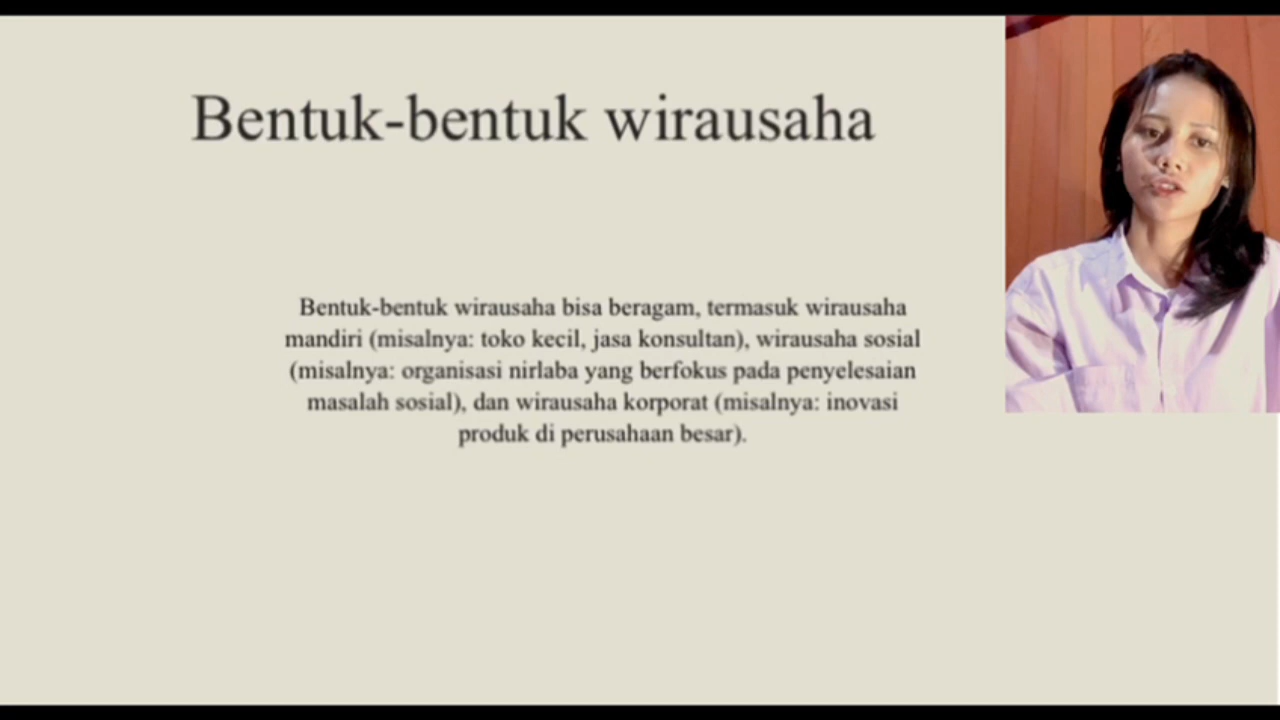 Bentuk-bentuk wirausaha
Bentuk-bentuk wirausaha bisa beragam, termasuk wirausaha
mandiri (misalnya: toko kecil, jasa konsultan), wirausaha sosial
(misalnya: organisasi nirlaba yang berfokus pada penyelesaian
masalah sosial), dan wirausaha korporat (misalnya: inovasi
produk di perusahaan besar).